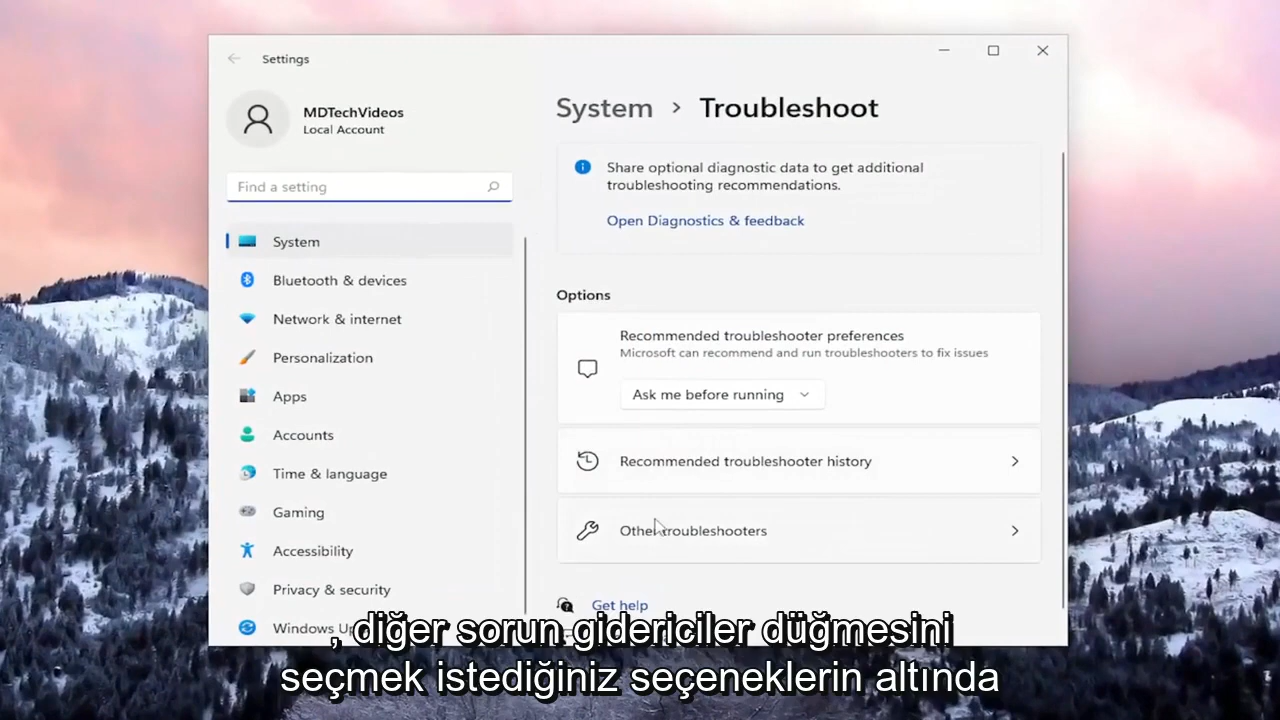 Settings
MDTechVideos
Local Account
Find a setting
System
Bluetooth & devices
Network & internet
Personalization
Apps
Accounts
Time & language
Gaming
Accessibility
Privacy & security
Windows
System > Troubleshoot
Share optional diagnostic data to get additional
troubleshooting recommendations.
Open Diagnostics & feedback
Options
Recommended troubleshooter preferences
Microsoft can recommend and run troubleshooters to fix issues
Ask me before running
Recommended troubleshooter history
Other troubleshooters
Get help
, diğer sorun gidericiler düğmesini
seçmek istediğiniz seçeneklerin altında